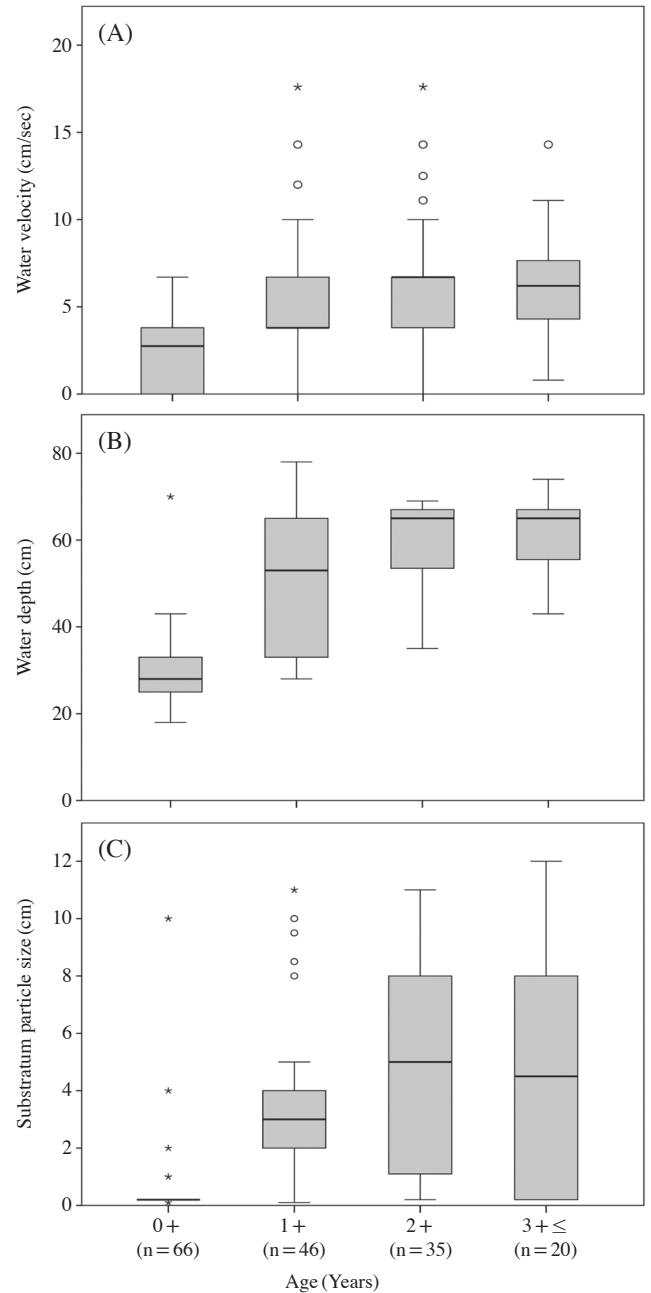 (A)
20
15
10
5
0
Water velocity (cm/sec)
(B)
80
60
40
20
0
Water depth (cm)
(C)
12
10
8
6
4
2
0
Substratum particle size (cm)
0+ 1+ 2+ 3+≤
(n=66) (n=46) (n=35) (n=20)
Age (Years)